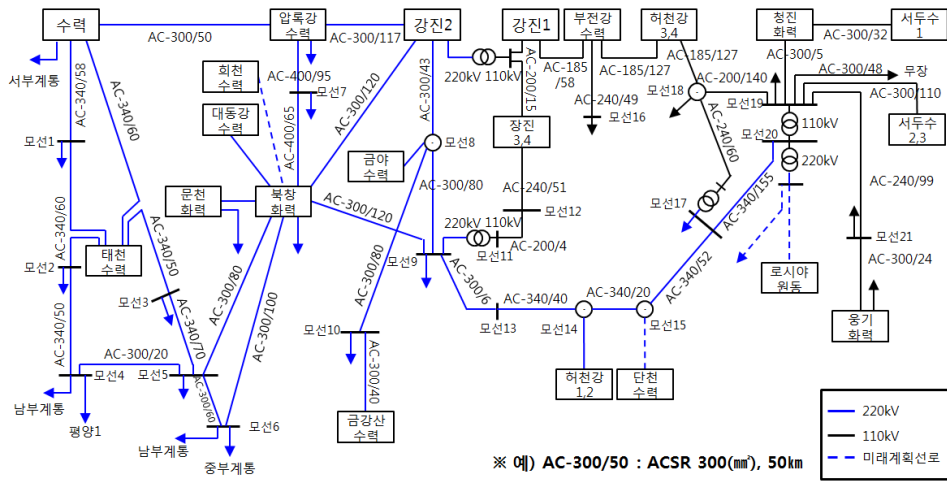 수력
압록강
수력
강진2
강진1
부전강
수력
허천강
3,4
청진
화력
서두수
1
AC-300/50
AC-300/117
AC-300/32
서부계통
AC-340/58
AC-340/60
희천
수력
AC-400/95
모선7
AC-300/120
AC-300/43
220kV
110kV
AC-200/15
AC-185
/58
AC-185/127
AC-185/127
AC-300/5
AC-300/48
무장
AC-200/140
AC-300/110
대동강
수력
AC-400/65
AC-240/49
모선16
모선18
모선19
110kV
서두수
2,3
장진
3,4
모선1
모선8
금야
수력
AC-240/60
모선20
220kV
문천
화력
북창
화력
AC-300/120
AC-300/80
AC-240/51
AC-340/155
AC-240/99
AC-340/60
태천
수력
AC-340/50
220kV
110kV
모선12
모선17
모선2
모선11
AC-200/4
모선9
모선21
AC-340/50
모선3
AC-300/80
AC-300/100
AC-300/80
AC-300/6
AC-340/52
로시야
원동
AC-300/24
AC-340/40
AC-340/20
모선10
모선13
모선14
모선15
웅기
화력
AC-300/20
AC-340/70
모선4
모선5
AC-300/60
AC-300/40
허천강
1,2
단천
수력
남부계통
평양1
모선6
금강산
수력
남부계통
중부계통
220kV
110kV
미래계획선로
※ 예) AC-300/50 : ACSR 300(㎟), 50km